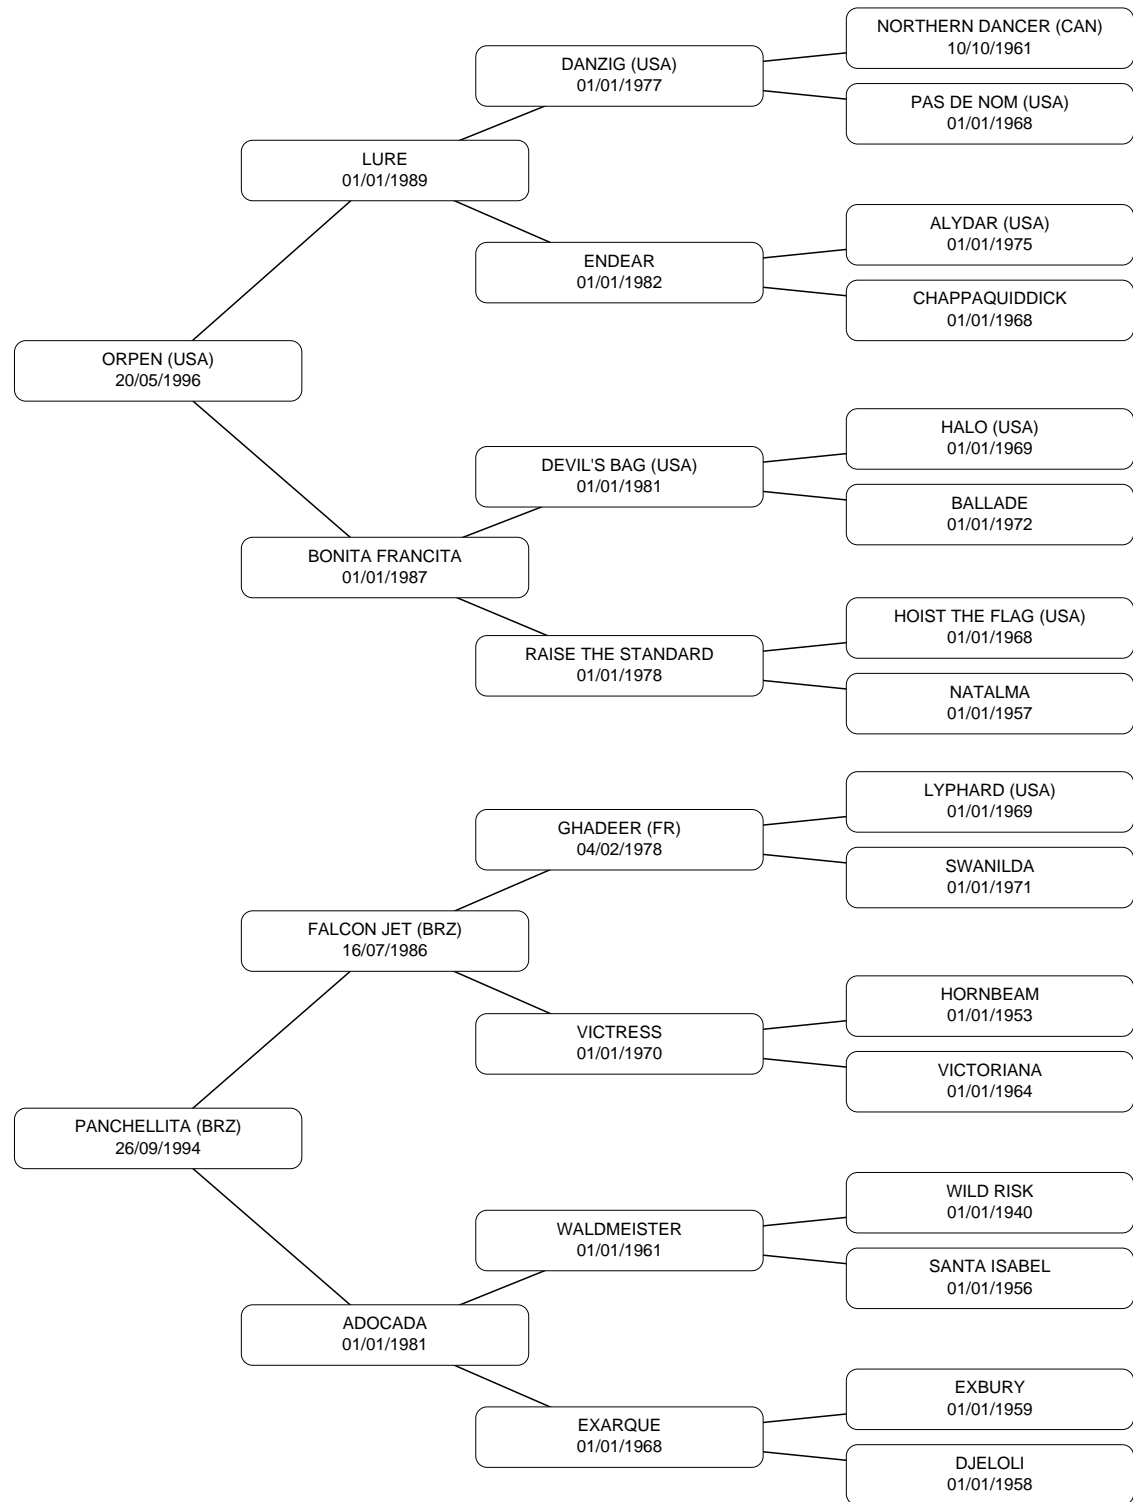 NORTHERN DANCER (CAN)
10/10/1961
DANZIG (USA)
01/01/1977
PAS DE NOM (USA)
01/01/1968
LURE
01/01/1989
ALYDAR (USA)
01/01/1975
ENDEAR
01/01/1982
CHAPPAQUIDDICK
01/01/1968
ORPEN (USA)
20/05/1996
HALO (USA)
01/01/1969
DEVIL'S BAG (USA)
01/01/1981
BALLADE
01/01/1972
BONITA FRANCITA
01/01/1987
HOIST THE FLAG (USA)
01/01/1968
RAISE THE STANDARD
01/01/1978
NATALMA
01/01/1957
LYPHARD (USA)
01/01/1969
GHADEER (FR)
04/02/1978
SWANILDA
01/01/1971
FALCON JET (BRZ)
16/07/1986
HORNBEAM
01/01/1953
VICTRESS
01/01/1970
VICTORIANA
01/01/1964
PANCHELLITA (BRZ)
26/09/1994
WILD RISK
01/01/1940
WALDMEISTER
01/01/1961
SANTA ISABEL
01/01/1956
ADOCADA
01/01/1981
EXBURY
01/01/1959
EXARQUE
01/01/1968
DJELOLI
01/01/1958